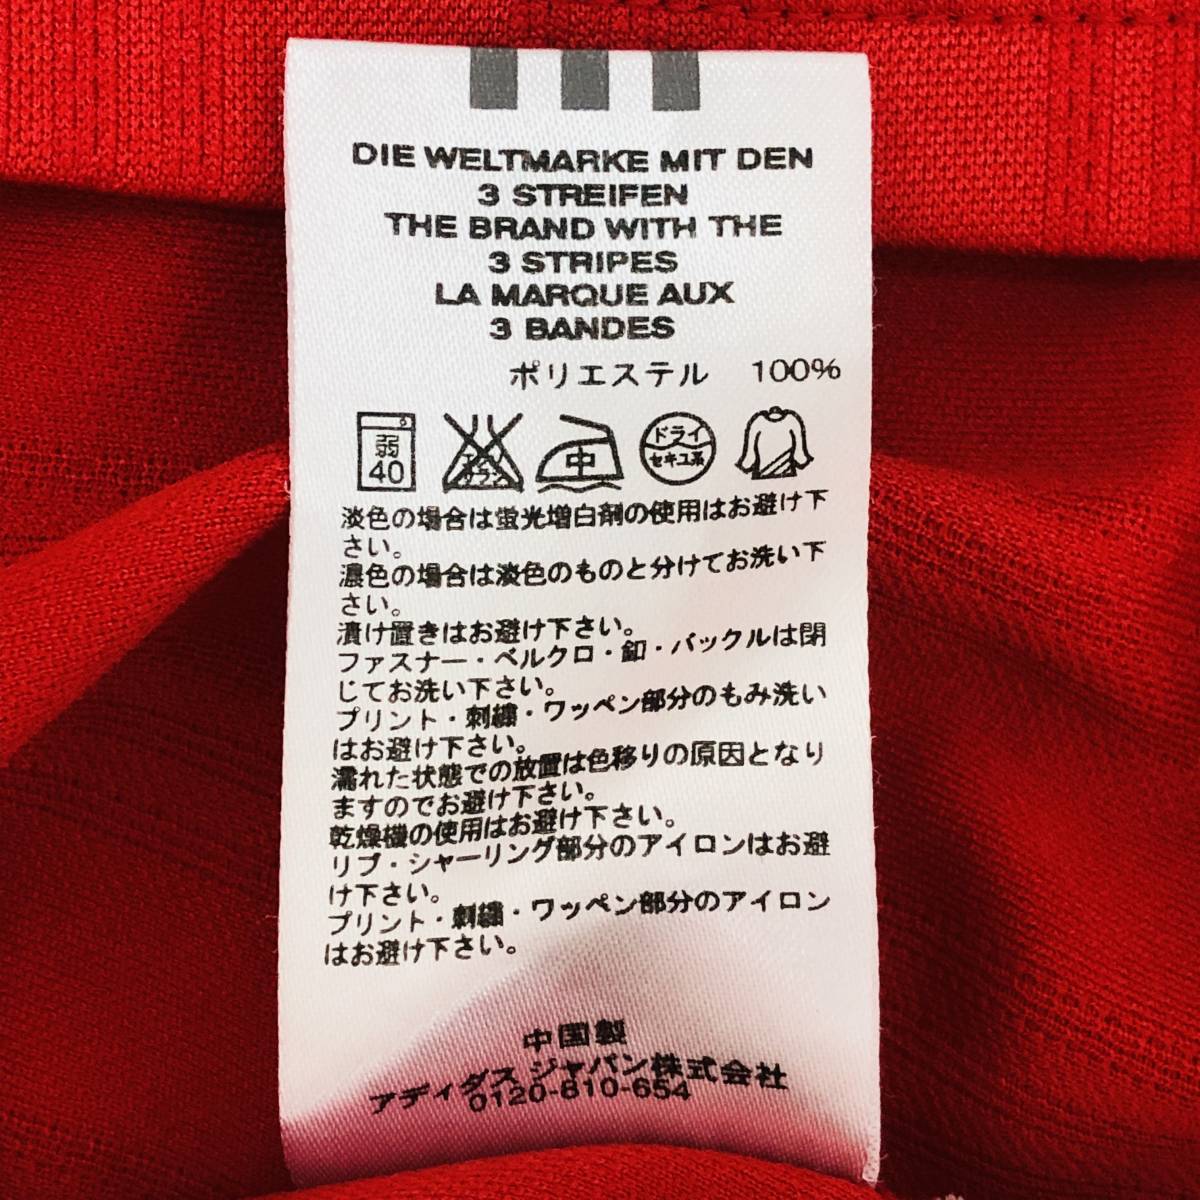 DIE WELTMARKE MIT DEN
3 STREIFEN
THE BRAND WITH THE
3 STRIPES
LA MARQUE AUX
3 BANDES
ポリエステル 100%
弱 40 エンソ サラシ 中 ドライ セキユ系
淡色の場合は蛍光増白剤の使用はお避け下
さい。
濃色の場合は淡色のものと分けてお洗い下
さい。
漬け置きはお避け下さい。
ファスナー・ベルクロ・釦・バックルは閉
じてお洗い下さい。
プリント・刺繍・ワッペン部分のもみ洗い
はお避け下さい。
濡れた状態での放置は色移りの原因となり
ますのでお避け下さい。
乾燥機の使用はお避け下さい。
リブ・シャーリング部分のアイロンはお避
け下さい。
プリント・刺繍・ワッペン部分のアイロン
はお避け下さい。
中国製
アディダス ジャパン株式会社
0120-810-654